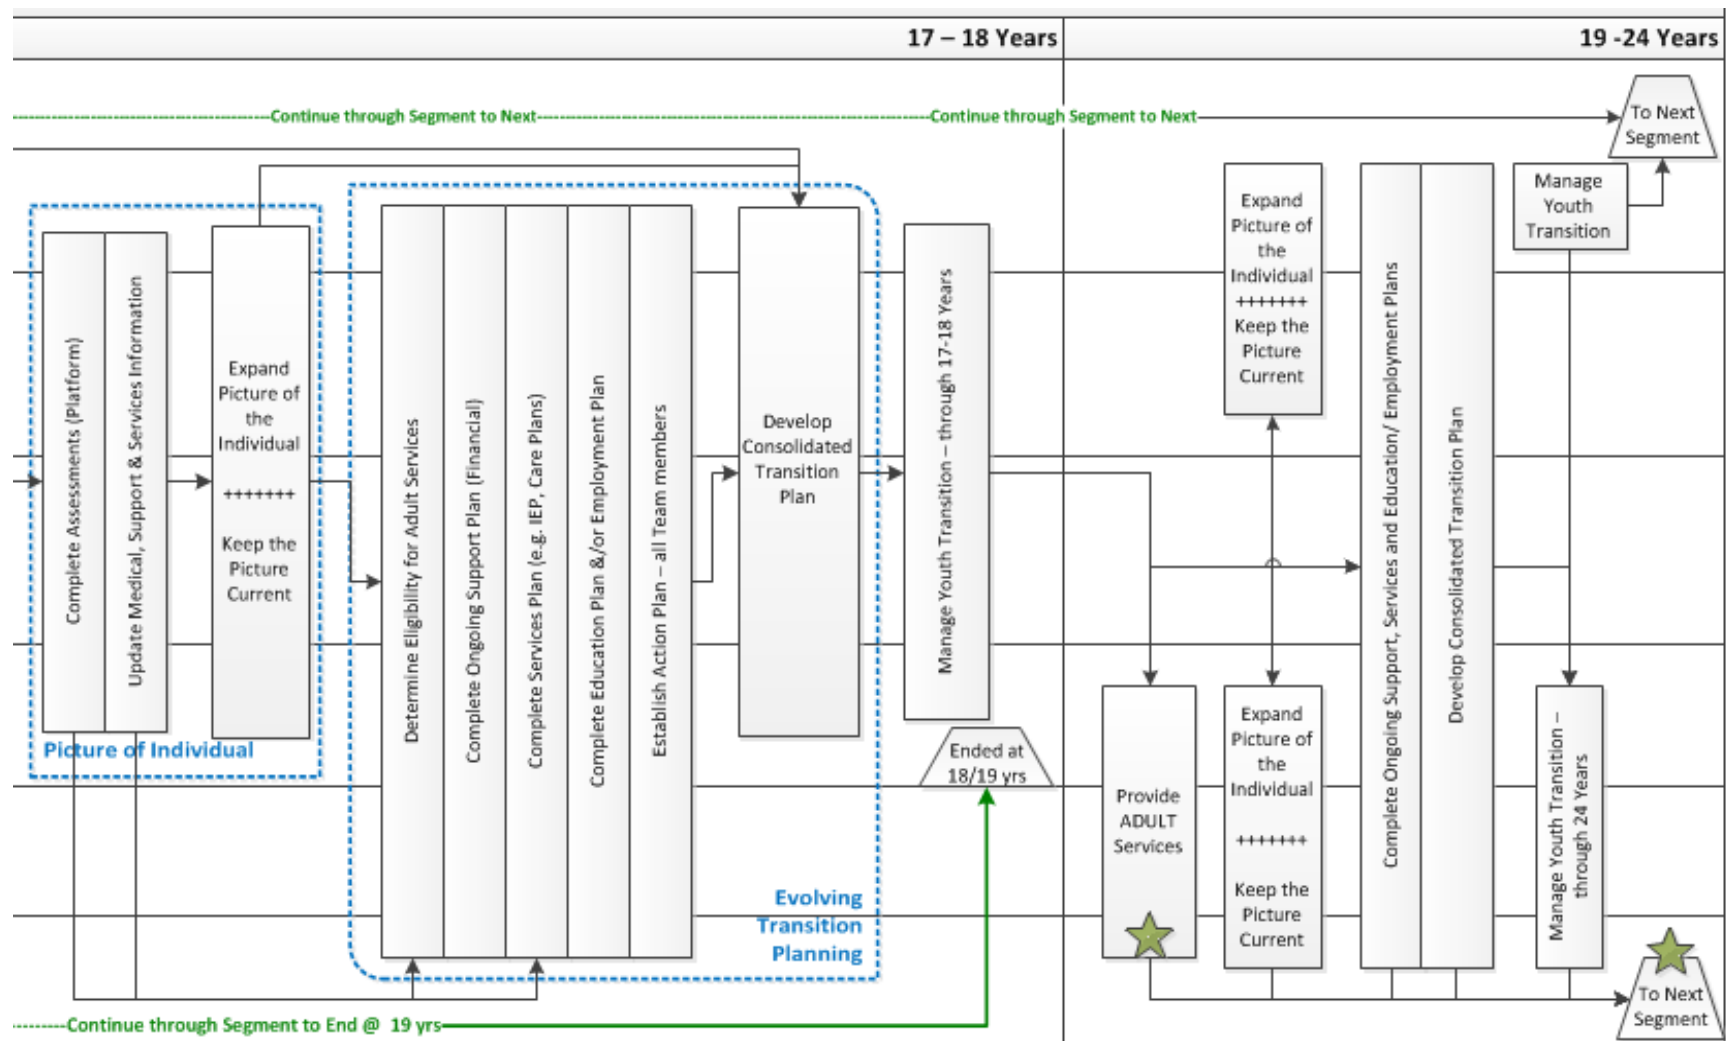 17 – 18 Years
19 -24 Years
Continue through Segment to Next
Continue through Segment to Next
To Next
Segment
Complete Assessments (Platform)
Update Medical, Support & Services Information
Expand
Picture of
the
Individual
+++++++
Keep the
Picture
Current
Picture of Individual
Determine Eligibility for Adult Services
Complete Ongoing Support Plan (Financial)
Complete Services Plan (e.g. IEP, Care Plans)
Complete Education Plan &/or Employment Plan
Establish Action Plan – all Team members
Develop
Consolidated
Transition
Plan
Evolving
Transition
Planning
Manage Youth Transition – through 17-18 Years
Ended at
18/19 yrs
Continue through Segment to End @ 19 yrs
Provide
ADULT
Services
Expand
Picture of
the
Individual
+++++++
Keep the
Picture
Current
Expand
Picture of
the
Individual
+++++++
Keep the
Picture
Current
Complete Ongoing Support, Services and Education/ Employment Plans
Develop Consolidated Transition Plan
Manage
Youth
Transition
Manage Youth Transition –
through 24 Years
To Next
Segment